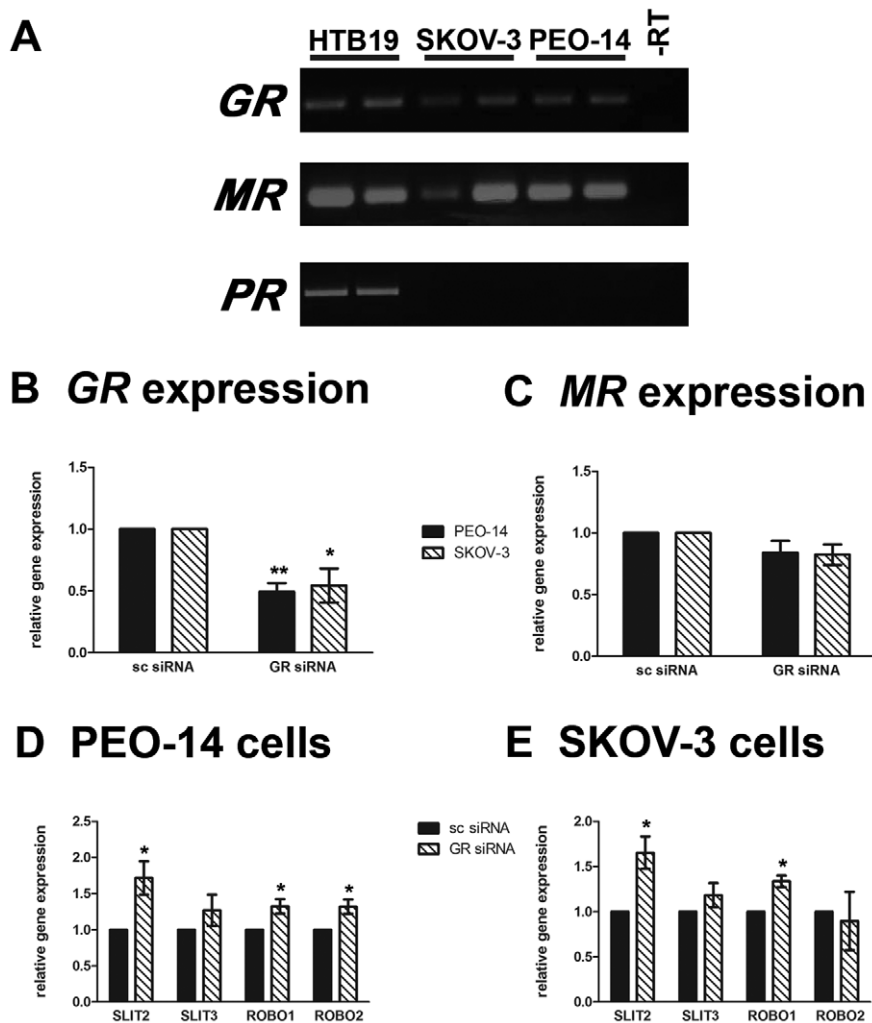 A
HTB19 SKOV-3 PEO-14 -RT
GR
MR
PR
B GR expression
C MR expression
relative gene expression
1.5
1.0
0.5
0.0
** *
sc siRNA GR siRNA
PEO-14
SKOV-3
relative gene expression
1.5
1.0
0.5
0.0
sc siRNA GR siRNA
D PEO-14 cells
E SKOV-3 cells
relative gene expression
2.5
2.0
1.5
1.0
0.5
0.0
* * *
SLIT2 SLIT3 ROBO1 ROBO2
sc siRNA
GR siRNA
relative gene expression
2.0
1.5
1.0
0.5
0.0
* *
SLIT2 SLIT3 ROBO1 ROBO2